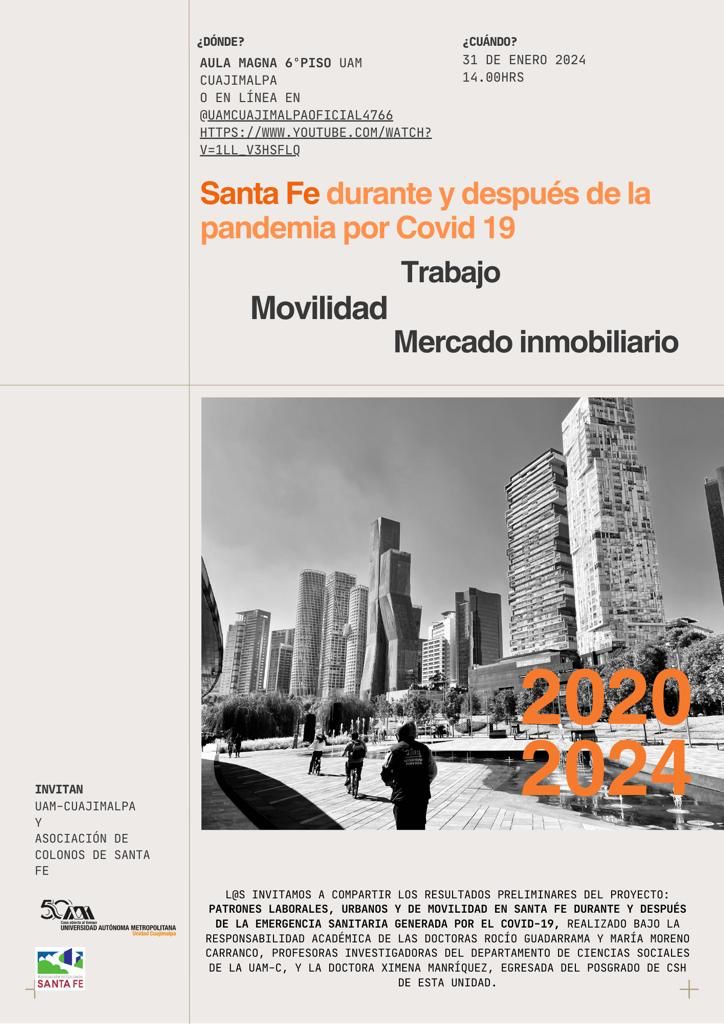 ¿DÓNDE?
AULA MAGNA 6°PISO UAM
CUAJIMALPA
O EN LÍNEA EN
@UAMCUAJIMALPAOFICIAL4766
HTTPS://WWW.YOUTUBE.COM/WATCH?
V=1LL_V3HSFLQ
¿CUÁNDO?
31 DE ENERO 2024
14.00HRS
Santa Fe durante y después de la
pandemia por Covid 19
Trabajo
Movilidad
Mercado inmobiliario
2020
2024
INVITAN
UAM-CUAJIMALPA
Y
ASOCIACIÓN DE
COLONOS DE SANTA
FE
50
Casa abierta al tiempo
UNIVERSIDAD AUTÓNOMA METROPOLITANA
Unidad Cuajimalpa
SANTA FE
L@S INVITAMOS A COMPARTIR LOS RESULTADOS PRELIMINARES DEL PROYECTO:
PATRONES LABORALES, URBANOS Y DE MOVILIDAD EN SANTA FE DURANTE Y DESPUÉS
DE LA EMERGENCIA SANITARIA GENERADA POR EL COVID-19, REALIZADO BAJO LA
RESPONSABILIDAD ACADÉMICA DE LAS DOCTORAS ROCÍO GUADARRAMA Y MARÍA MORENO
CARRANCO, PROFESORAS INVESTIGADORAS DEL DEPARTAMENTO DE CIENCIAS SOCIALES
DE LA UAM-C, Y LA DOCTORA XIMENA MANRÍQUEZ, EGRESADA DEL POSGRADO DE CSH
DE ESTA UNIDAD.